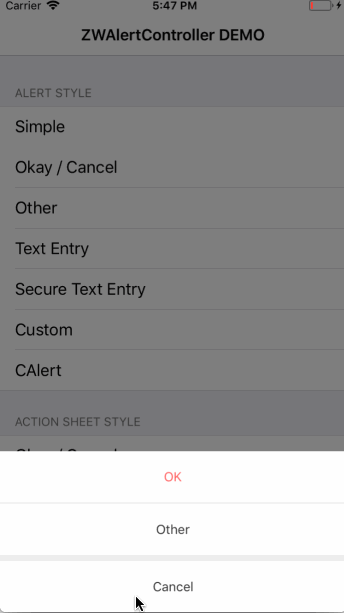 Carrier 5:47 PM
ZWAlertController DEMO
ALERT STYLE
Simple
Okay / Cancel
Other
Text Entry
Secure Text Entry
Custom
CAlert
ACTION SHEET STYLE
OK
Other
Cancel